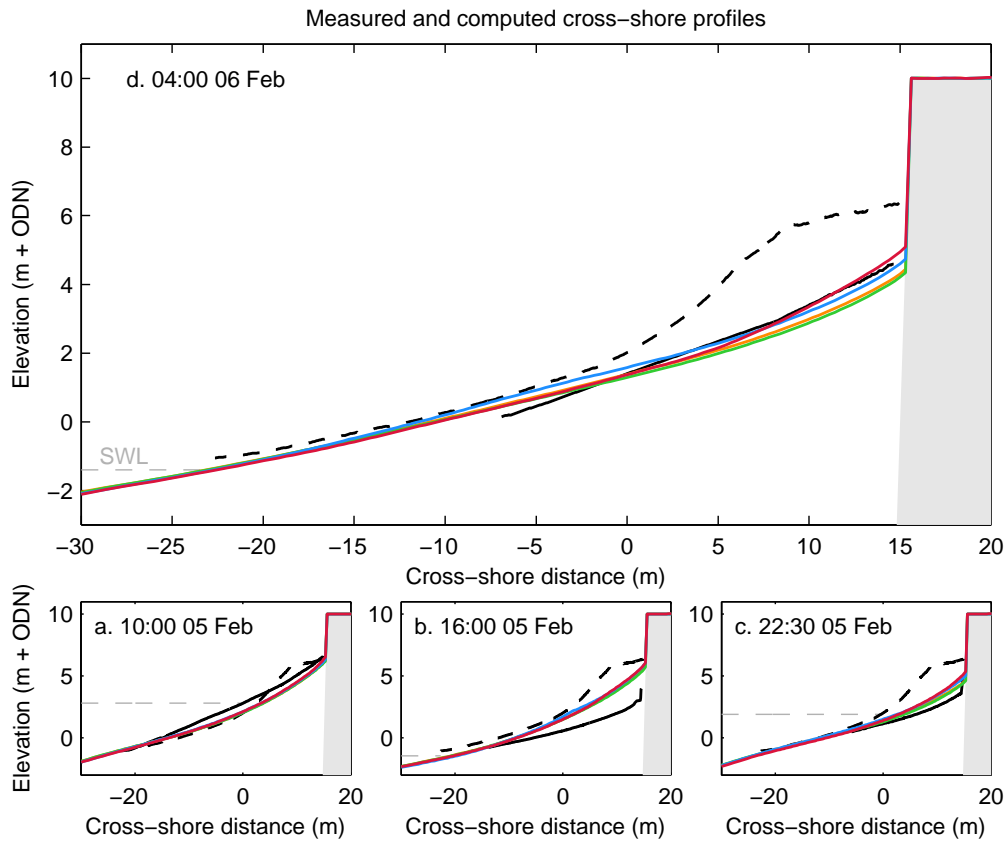 Measured and computed cross−shore profiles
d. 04:00 06 Feb
Elevation (m + ODN)
10
8
6
4
2
0
−2
SWL
−30 −25 −20 −15 −10 −5 0 5 10 15 20
Cross−shore distance (m)
a. 10:00 05 Feb
Elevation (m + ODN)
10
5
0
−20 0 20
Cross−shore distance (m)
b. 16:00 05 Feb
10
5
0
−20 0 20
Cross−shore distance (m)
c. 22:30 05 Feb
10
5
0
−20 0 20
Cross−shore distance (m)